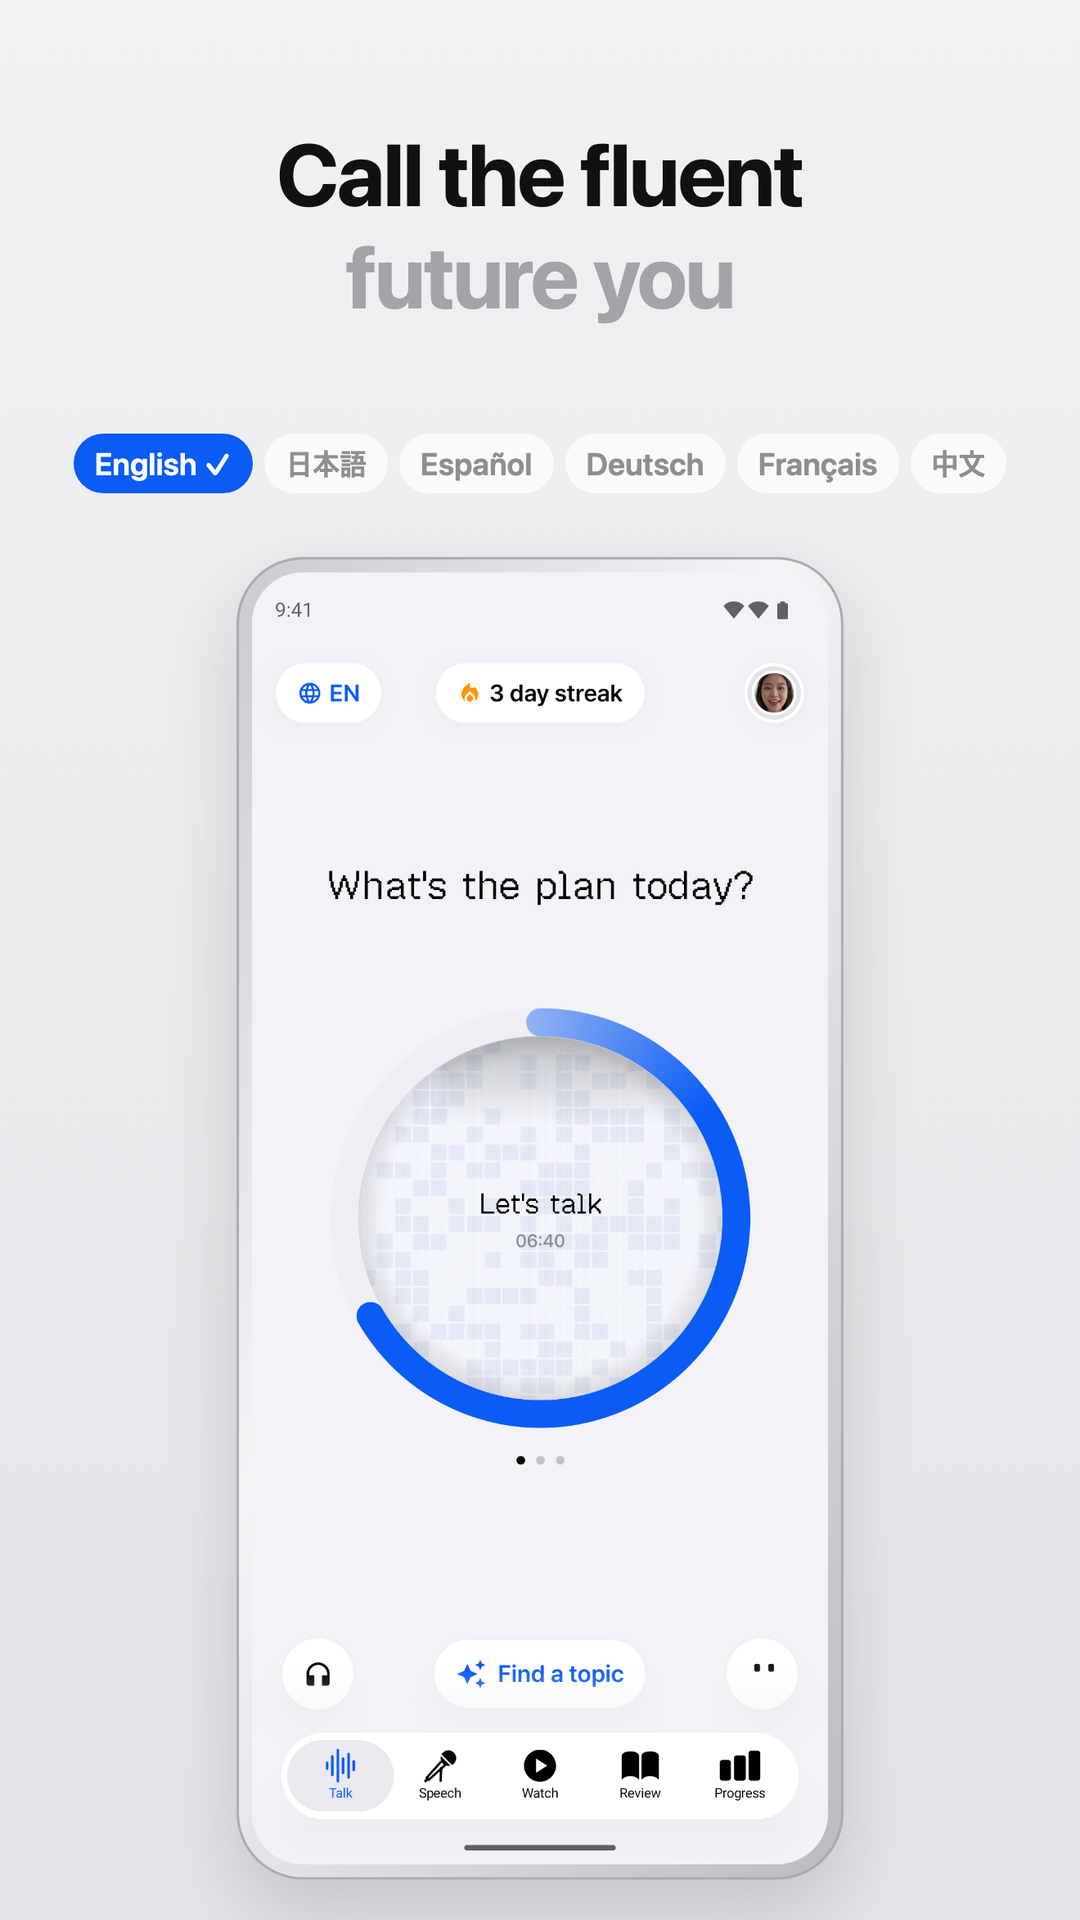 Call the fluent
future you
English ✓ 日本語 Español Deutsch Français 中文
9:41
EN 3 day streak
What's the plan today?
Let's talk
06:40
Find a topic
Talk Speech Watch Review Progress